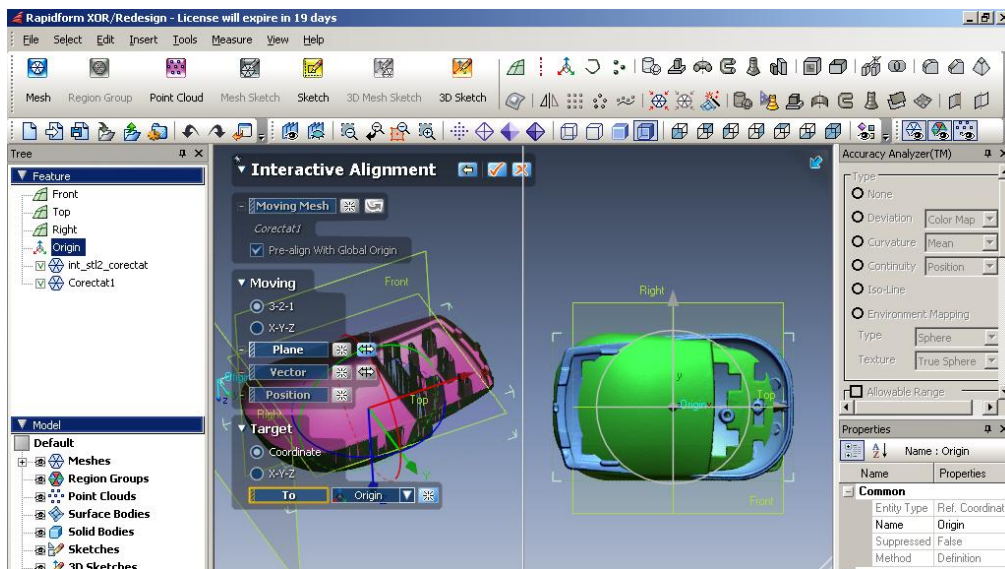 Rapidform XOR/Redesign - License will expire in 19 days
File Select Edit Insert Tools Measure View Help
Mesh Region Group Point Cloud Mesh Sketch Sketch 3D Mesh Sketch 3D Sketch
Tree
Feature
Front
Top
Right
Origin
int_stl2_corectat
Corectat1
Model
Default
Meshes
Region Groups
Point Clouds
Surface Bodies
Solid Bodies
Sketches
3D Sketches
Interactive Alignment
Moving Mesh
Corectat1
Pre-align With Global Origin
Moving
3-2-1
X-Y-Z
Plane
Vector
Position
Target
Coordinate
X-Y-Z
To Origin
Front
Right
Top
Y
Z
Right
y
Origin
Top
Front
Accuracy Analyzer(TM)
Type
None
Deviation Color Map
Curvature Mean
Continuity Position
Iso-Line
Environment Mapping
Type Sphere
Texture True Sphere
Allowable Range
Properties
Name : Origin
Name Properties
Common
Entity Type Ref. Coordinat
Name Origin
Suppressed False
Method Definition